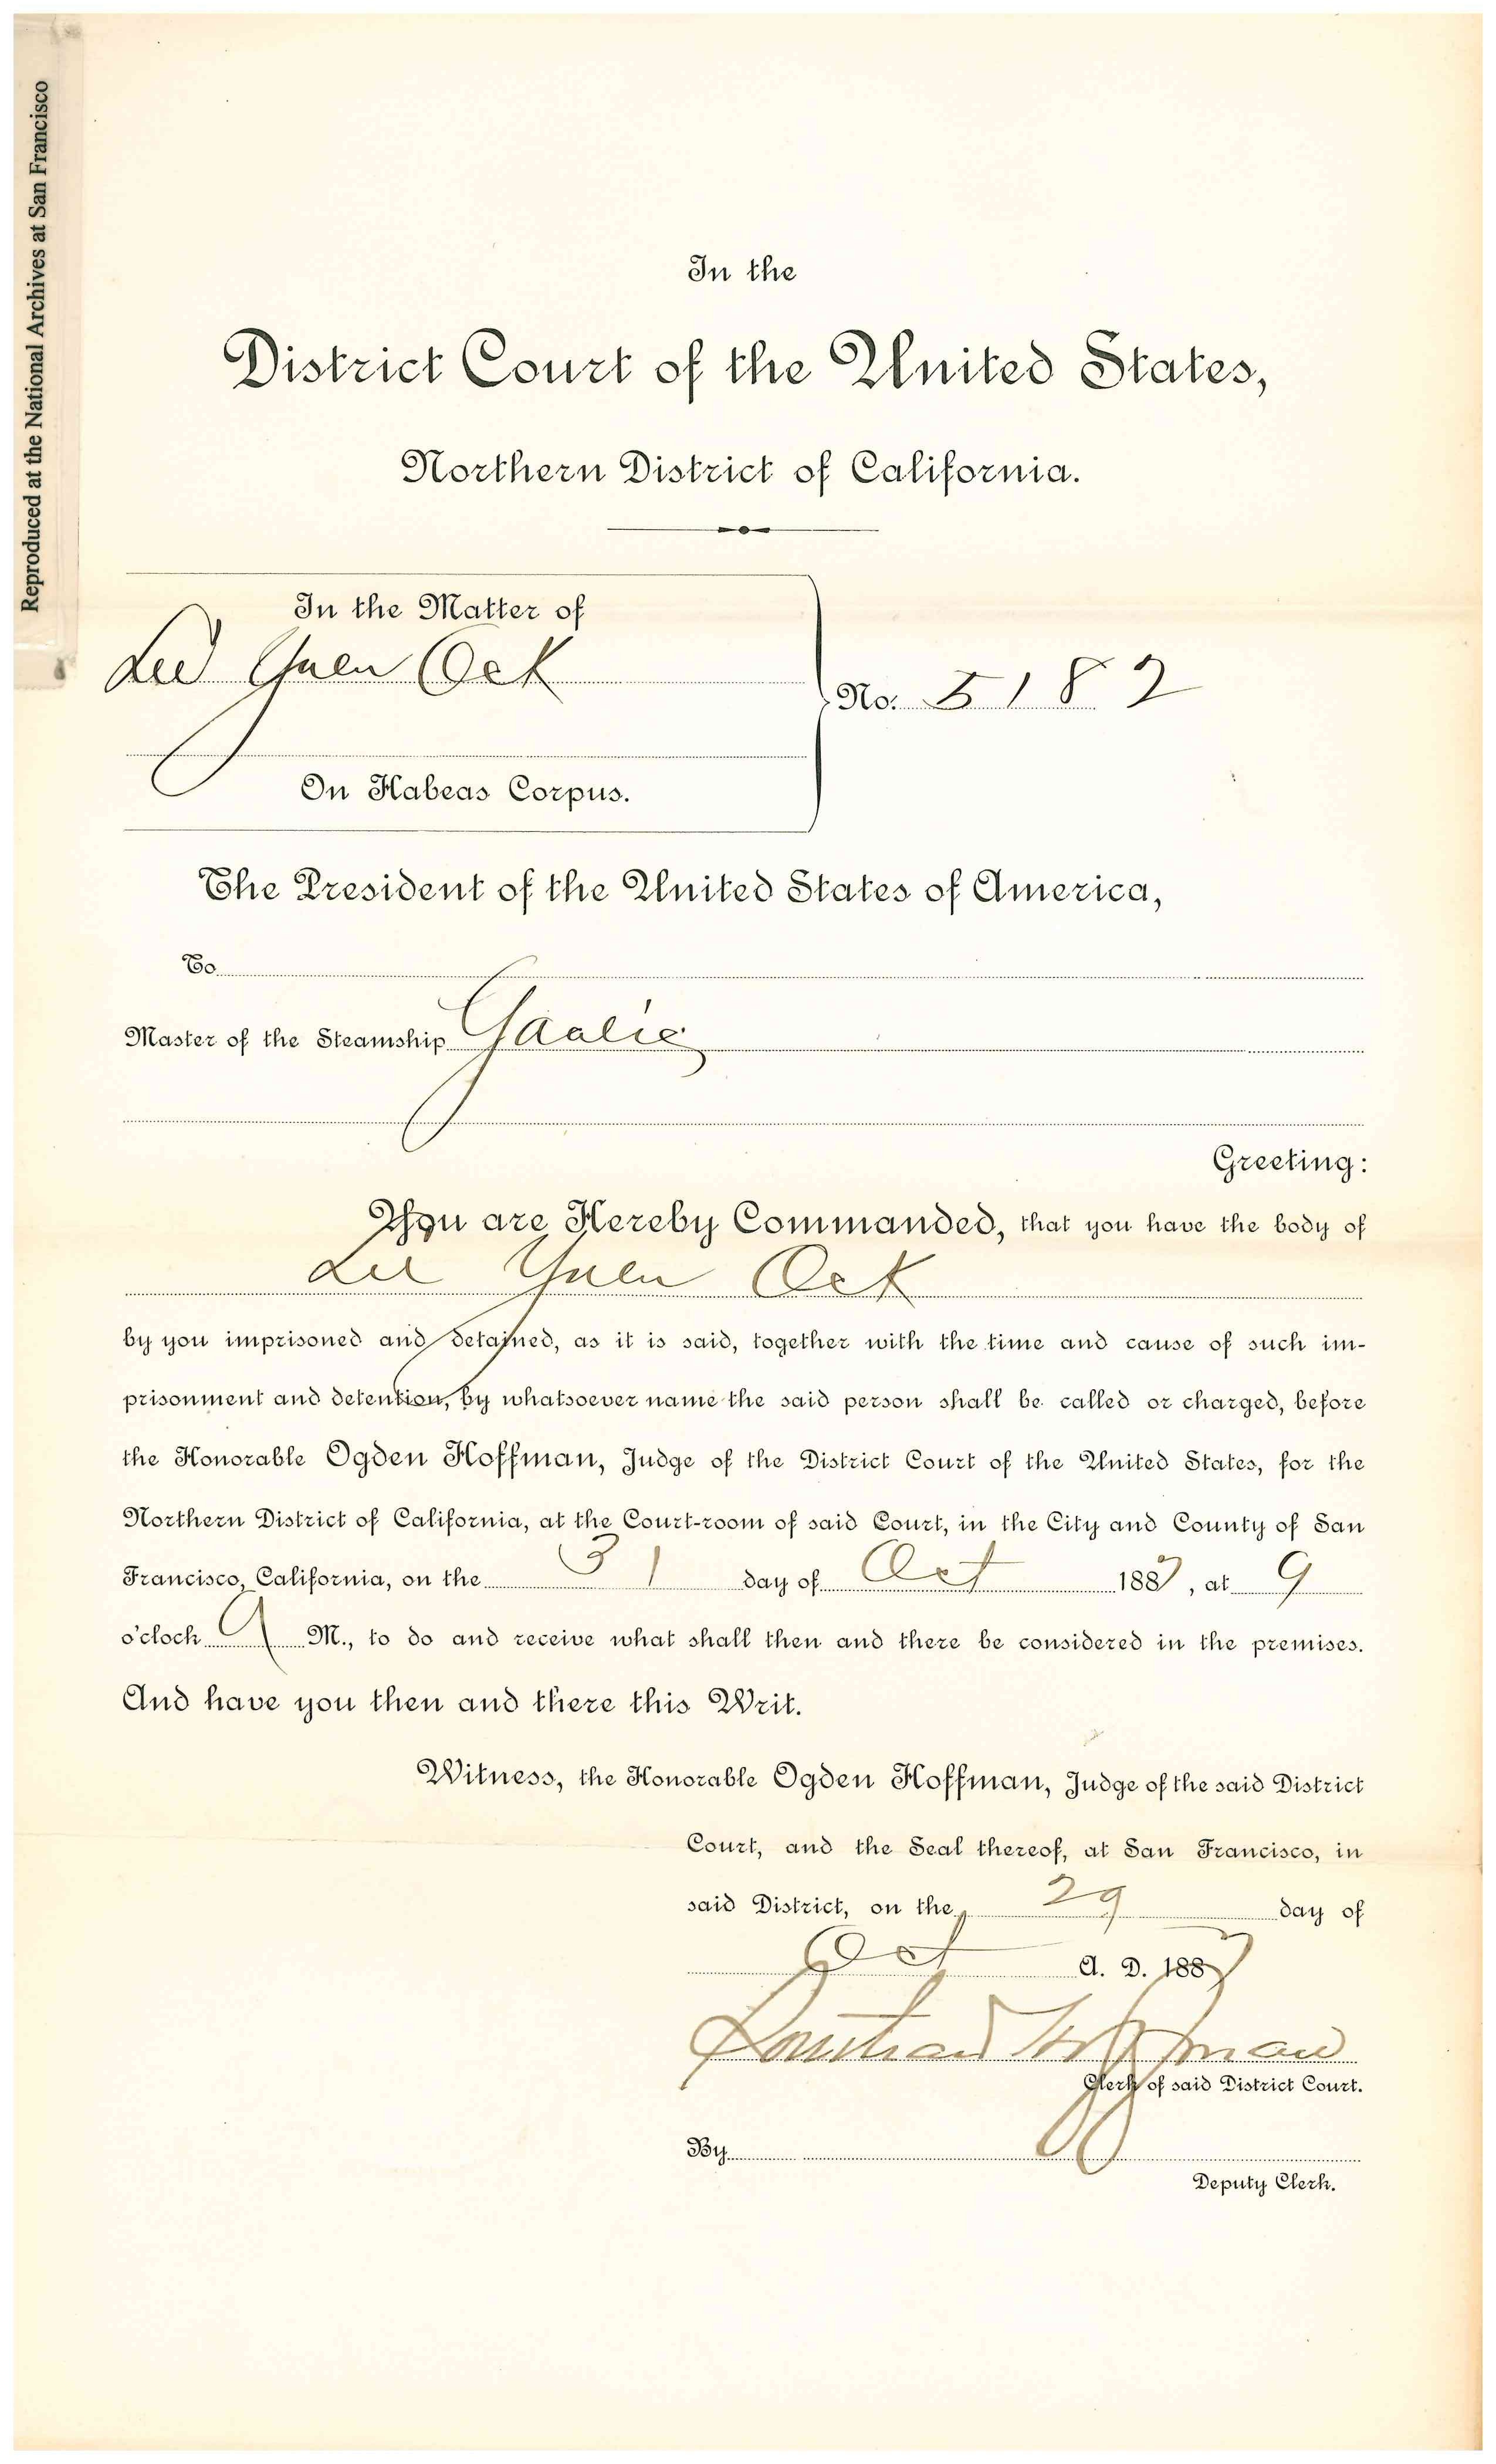 Reproduced at the National Archives at San Francisco
In the
District Court of the United States,
Northern District of California.
In the Matter of
Lee Yuen Ock
No. 5182
On Habeas Corpus.
The President of the United States of America,
To
Master of the Steamship Gaelic
Greeting:
You are Hereby Commanded, that you have the body of
Lee Yuen Ock
by you imprisoned and detained, as it is said, together with the time and cause of such im-
prisonment and detention, by whatsoever name the said person shall be called or charged, before
the Honorable Ogden Hoffman, Judge of the District Court of the United States, for the
Northern District of California, at the Court-room of said Court, in the City and County of San
Francisco, California, on the 31 day of Oct 1887, at 9
o'clock A M., to do and receive what shall then and there be considered in the premises.
And have you then and there this Writ.
Witness, the Honorable Ogden Hoffman, Judge of the said District
Court, and the Seal thereof, at San Francisco, in
said District, on the 29 day of
Oct A. D. 1887
Southard Hoffman
Clerk of said District Court.
By
Deputy Clerk.